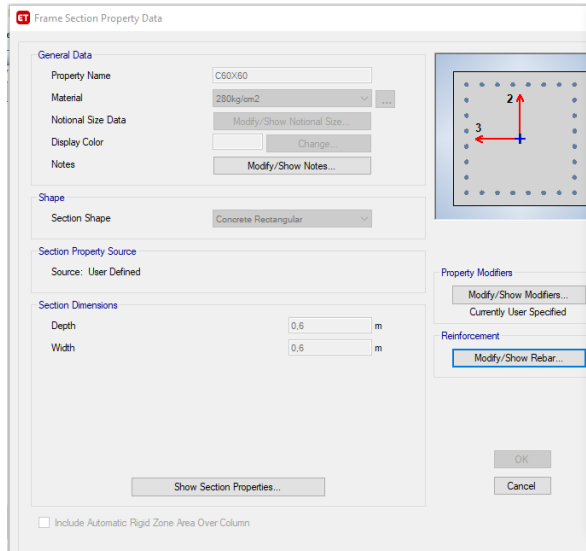 ET Frame Section Property Data
General Data
Property Name C60X60
Material 280kg/cm2 ...
Notional Size Data Modify/Show Notional Size...
Display Color Change...
Notes Modify/Show Notes...
Shape
Section Shape Concrete Rectangular
Section Property Source
Source: User Defined
Section Dimensions
Depth 0,6 m
Width 0,6 m
Show Section Properties...
Include Automatic Rigid Zone Area Over Column
2
3
Property Modifiers
Modify/Show Modifiers...
Currently User Specified
Reinforcement
Modify/Show Rebar...
OK
Cancel